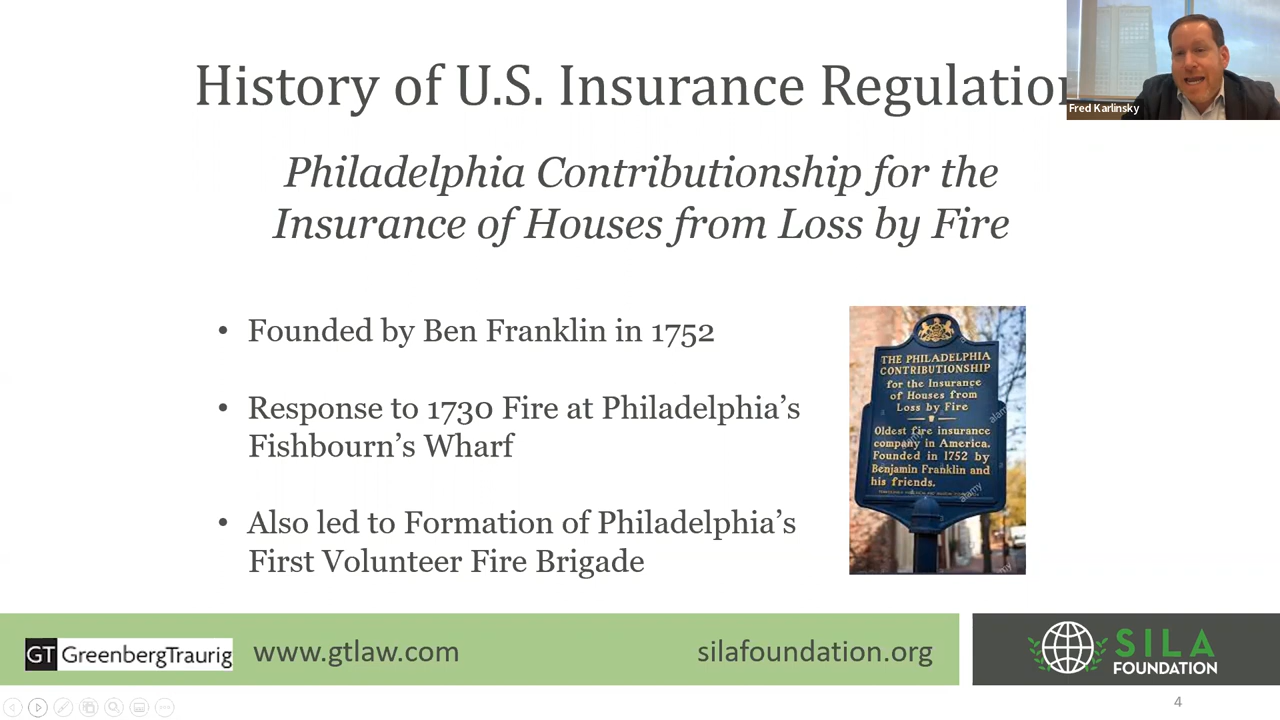 History of U.S. Insurance Regulation
Fred Karlinsky
Philadelphia Contributionship for the
Insurance of Houses from Loss by Fire
• Founded by Ben Franklin in 1752
• Response to 1730 Fire at Philadelphia’s
Fishbourn’s Wharf
• Also led to Formation of Philadelphia’s
First Volunteer Fire Brigade
THE PHILADELPHIA
CONTRIBUTIONSHIP
for the Insurance
of Houses from
Loss by Fire
Oldest fire insurance
company in America.
Founded in 1752 by
Benjamin Franklin and
his friends.
alamy
alamy
alamy
GT GreenbergTraurig
www.gtlaw.com
silafoundation.org
SILA
FOUNDATION
4